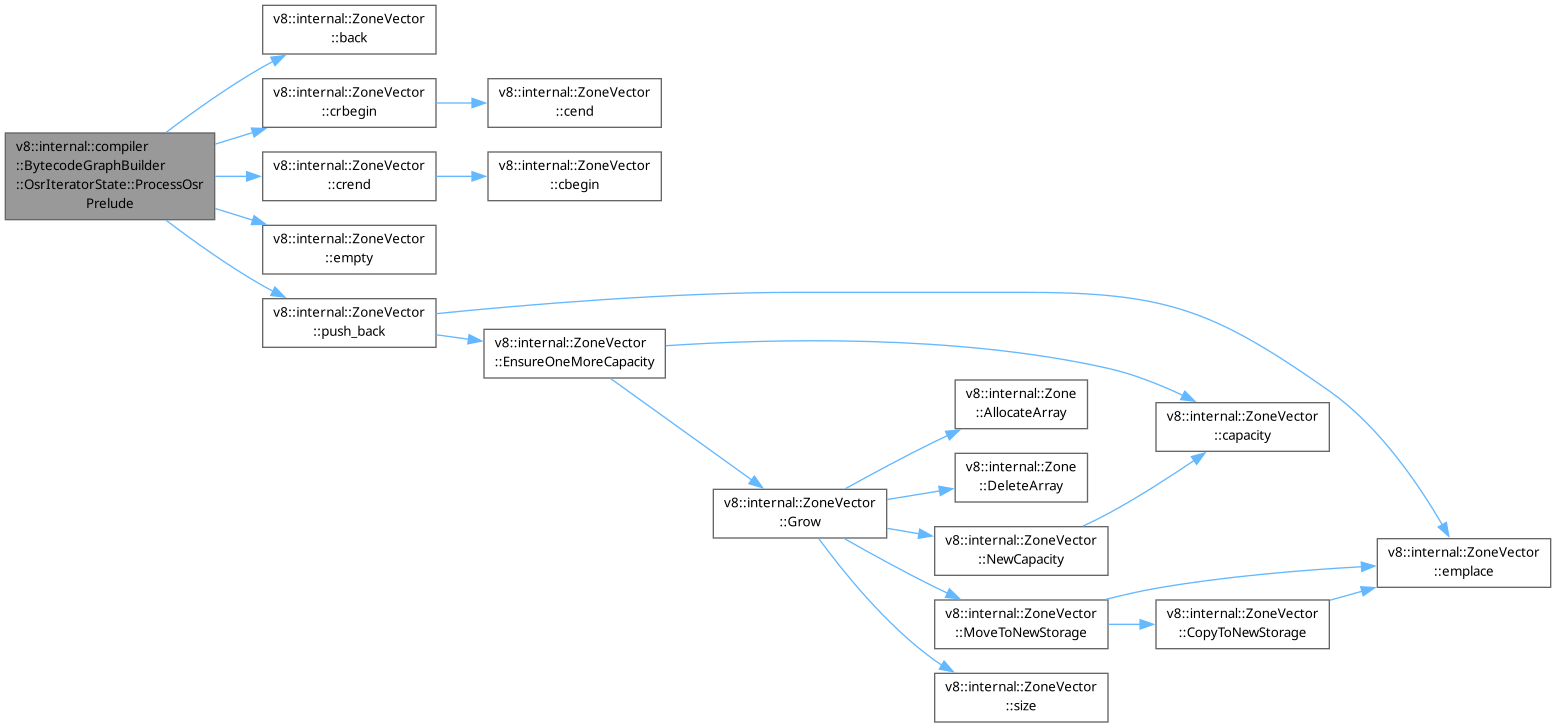 v8::internal::compiler
::BytecodeGraphBuilder
::OsrIteratorState::ProcessOsr
Prelude
v8::internal::ZoneVector
::back
v8::internal::ZoneVector
::crbegin
v8::internal::ZoneVector
::cend
v8::internal::ZoneVector
::crend
v8::internal::ZoneVector
::cbegin
v8::internal::ZoneVector
::empty
v8::internal::ZoneVector
::push_back
v8::internal::ZoneVector
::EnsureOneMoreCapacity
v8::internal::ZoneVector
::Grow
v8::internal::Zone
::AllocateArray
v8::internal::Zone
::DeleteArray
v8::internal::ZoneVector
::NewCapacity
v8::internal::ZoneVector
::MoveToNewStorage
v8::internal::ZoneVector
::size
v8::internal::ZoneVector
::capacity
v8::internal::ZoneVector
::CopyToNewStorage
v8::internal::ZoneVector
::emplace